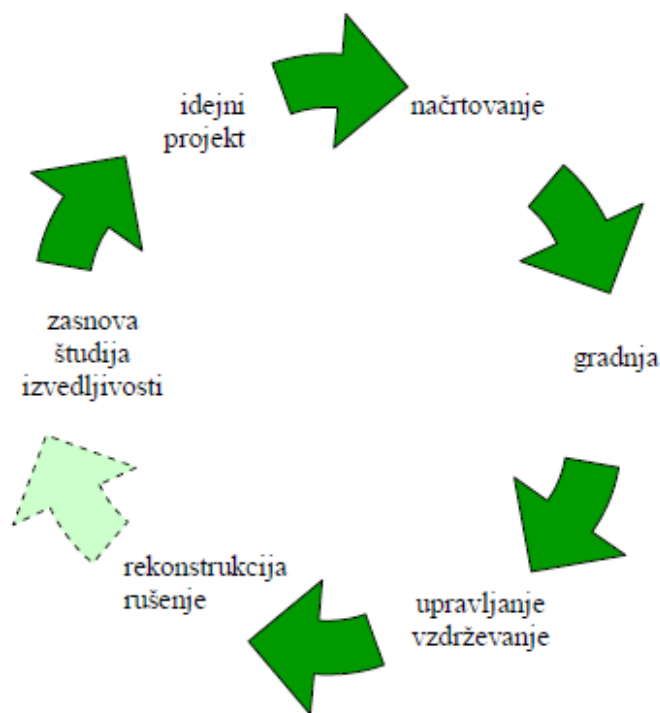 idejni
projekt
načrtovanje
gradnja
upravljanje
vzdrževanje
rekonstrukcija
rušenje
zasnova
študija
izvedljivosti